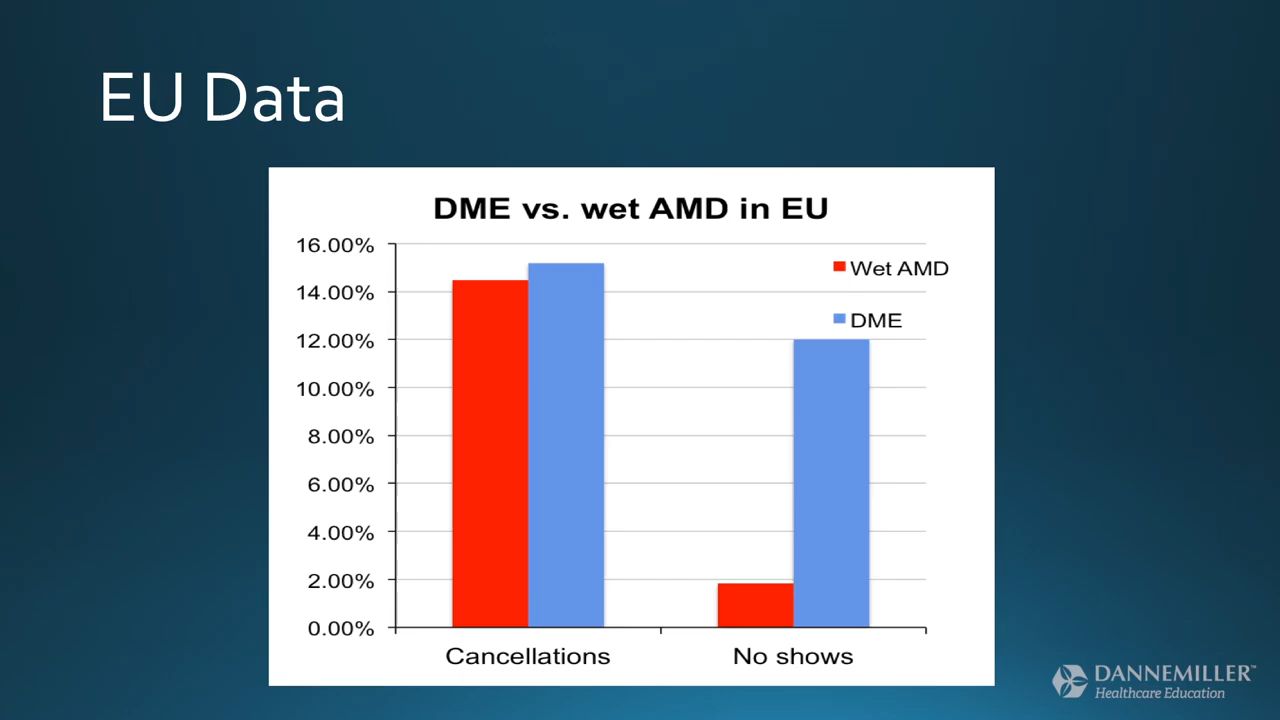 EU Data
DME vs. wet AMD in EU
16.00%
14.00%
12.00%
10.00%
8.00%
6.00%
4.00%
2.00%
0.00%
Wet AMD
DME
Cancellations
No shows
DANNEMILLER™
Healthcare Education